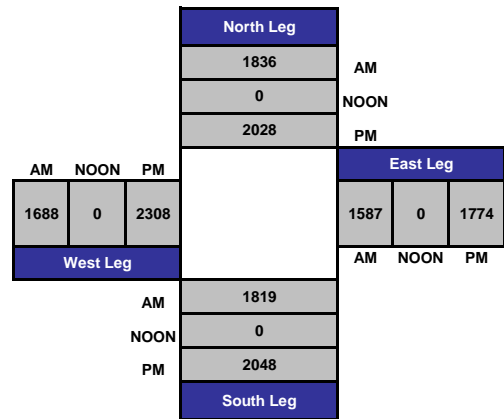 North Leg
1836 AM
0 NOON
2028 PM
East Leg
AM NOON PM
1688 0 2308
1587 0 1774
West Leg
AM NOON PM
AM 1819
NOON 0
PM 2048
South Leg